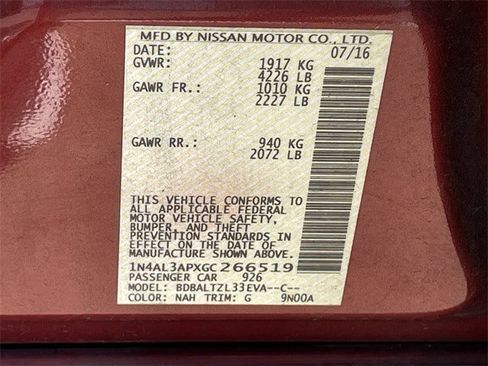 MFD BY NISSAN MOTOR CO., LTD.
DATE: 07/16
GVWR: 1917 KG
4226 LB
GAWR FR.: 1010 KG
2227 LB
GAWR RR.: 940 KG
2072 LB
THIS VEHICLE CONFORMS TO
ALL APPLICABLE FEDERAL
MOTOR VEHICLE SAFETY,
BUMPER, AND THEFT
PREVENTION STANDARDS IN
EFFECT ON THE DATE OF
MANUFACTURE SHOWN ABOVE.
1N4AL3APXGC266519
PASSENGER CAR 926
MODEL: BDBALTZL33EVA--C--
COLOR: NAH TRIM: G 9N00A